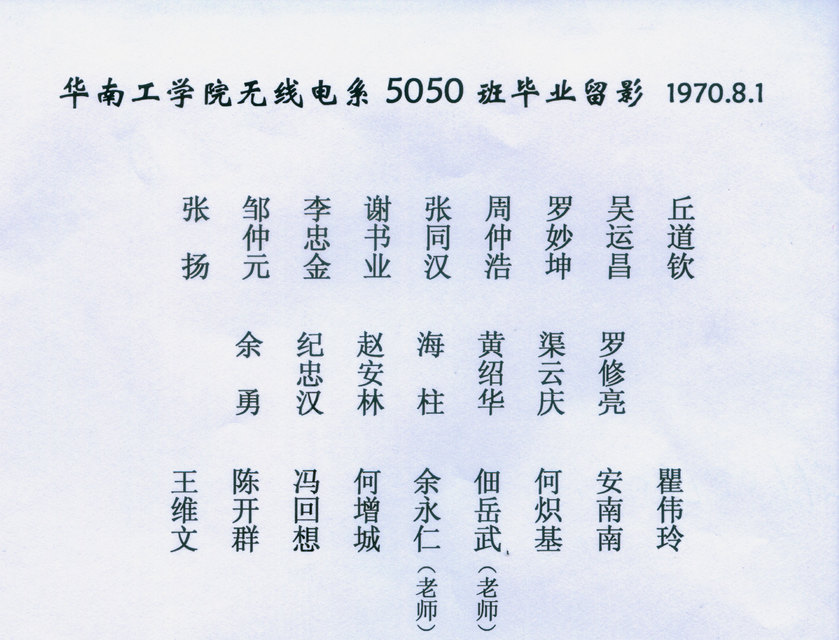 华南工学院无线电系5050班毕业留影 1970.8.1
张扬 邹仲元 李忠金 谢书业 张同汉 周仲浩 罗妙坤 吴运昌 丘道钦
余勇 纪忠汉 赵安林 海柱 黄绍华 渠云庆 罗修亮
王维文 陈开群 冯回想 何增城 余永仁(老师) 佃岳武(老师) 何炽基 安南南 瞿伟玲